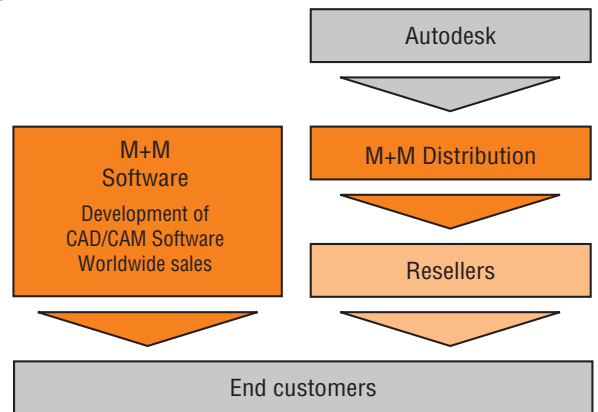 Autodesk
M+M
Software
Development of
CAD/CAM Software
Worldwide sales
M+M Distribution
Resellers
End customers